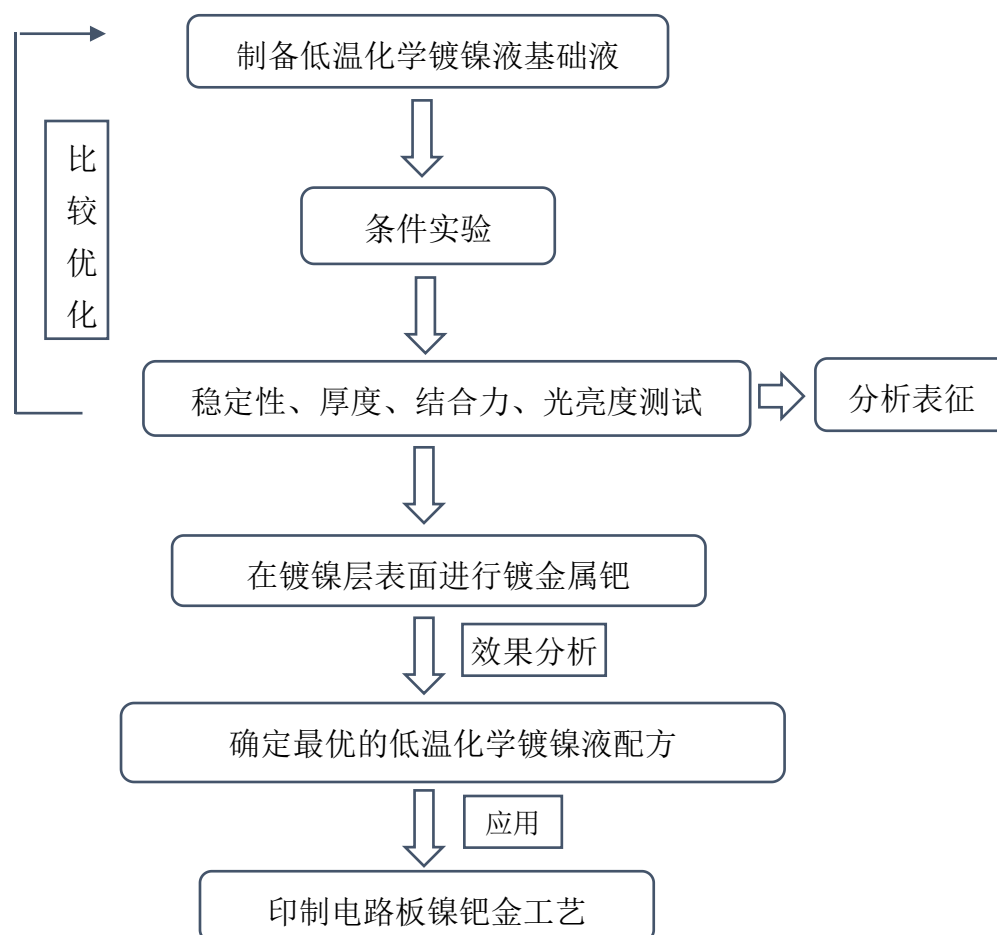 制备低温化学镀镍液基础液
比
较
优
化
条件实验
稳定性、厚度、结合力、光亮度测试
分析表征
在镀镍层表面进行镀金属钯
效果分析
确定最优的低温化学镀镍液配方
应用
印制电路板镍钯金工艺